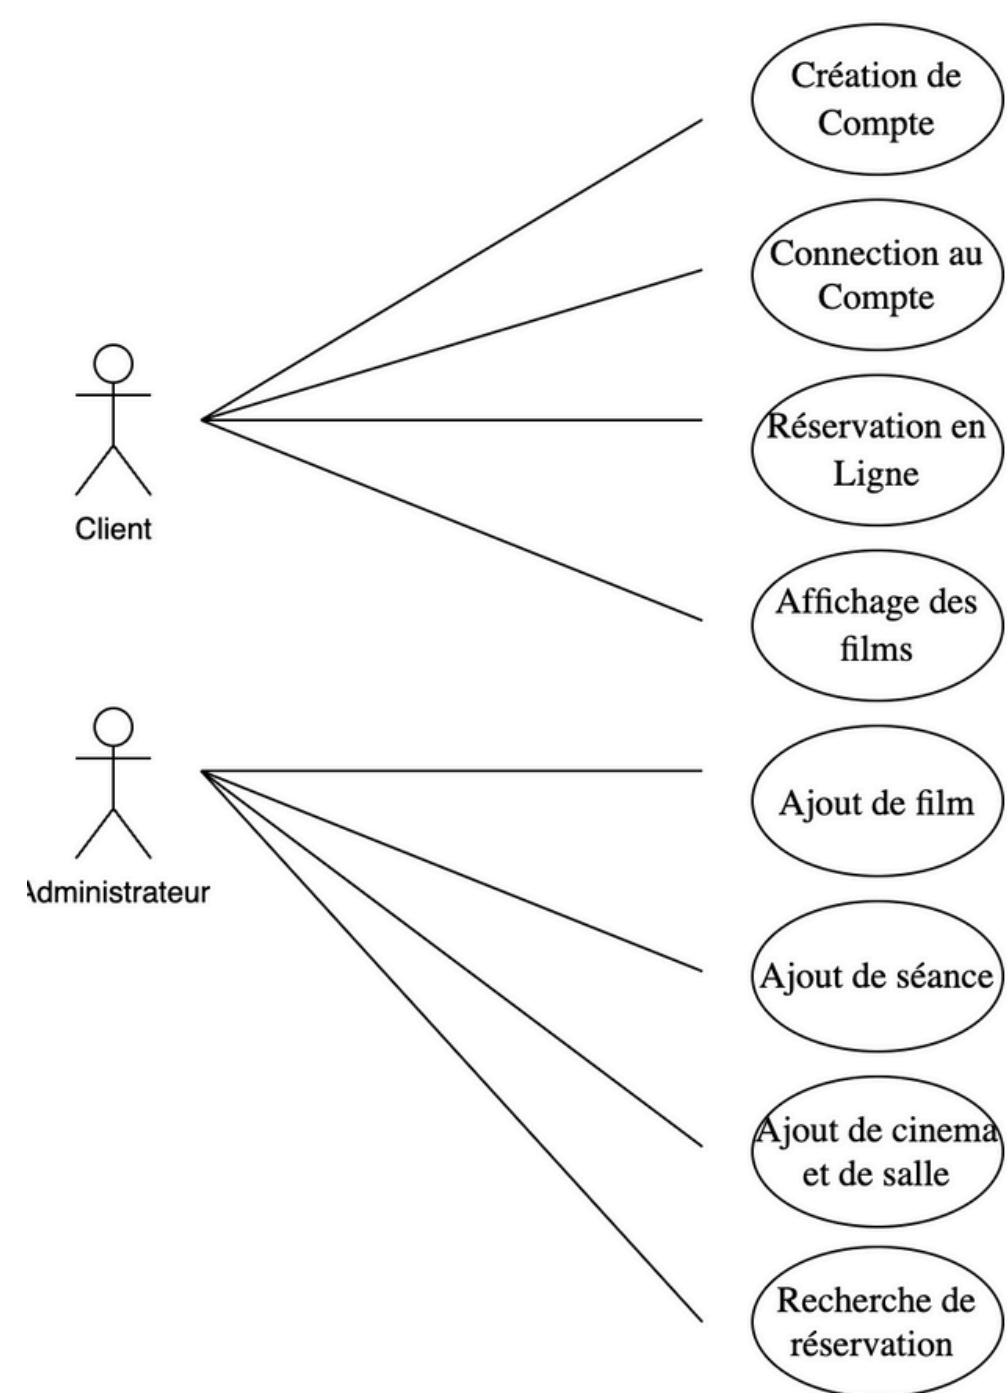 Création de
Compte
Connection au
Compte
Réservation en
Ligne
Client
Affichage des
films
Ajout de film
Administrateur
Ajout de séance
Ajout de cinema
et de salle
Recherche de
réservation